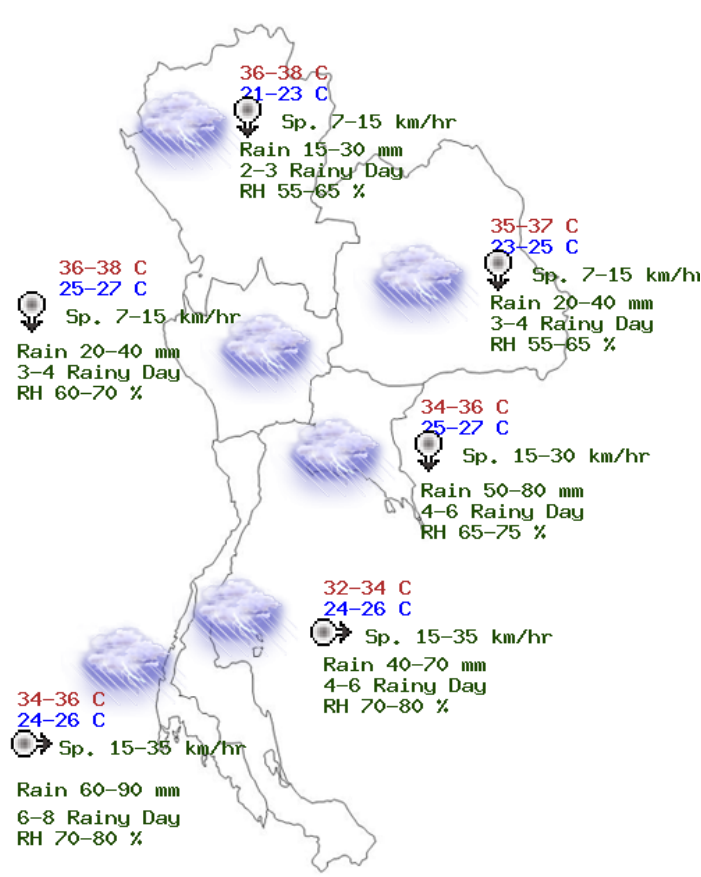 36-38 C
21-23 C
Sp. 7-15 km/hr
Rain 15-30 mm
2-3 Rainy Day
RH 55-65 %
35-37 C
23-25 C
Sp. 7-15 km/h
Rain 20-40 mm
3-4 Rainy Day
RH 55-65 %
36-38 C
25-27 C
Sp. 7-15 km/hr
Rain 20-40 mm
3-4 Rainy Day
RH 60-70 %
34-36 C
25-27 C
Sp. 15-30 km/hr
Rain 50-80 mm
4-6 Rainy Day
RH 65-75 %
32-34 C
24-26 C
Sp. 15-35 km/hr
Rain 40-70 mm
4-6 Rainy Day
RH 70-80 %
34-36 C
24-26 C
Sp. 15-35 km/hr
Rain 60-90 mm
6-8 Rainy Day
RH 70-80 %